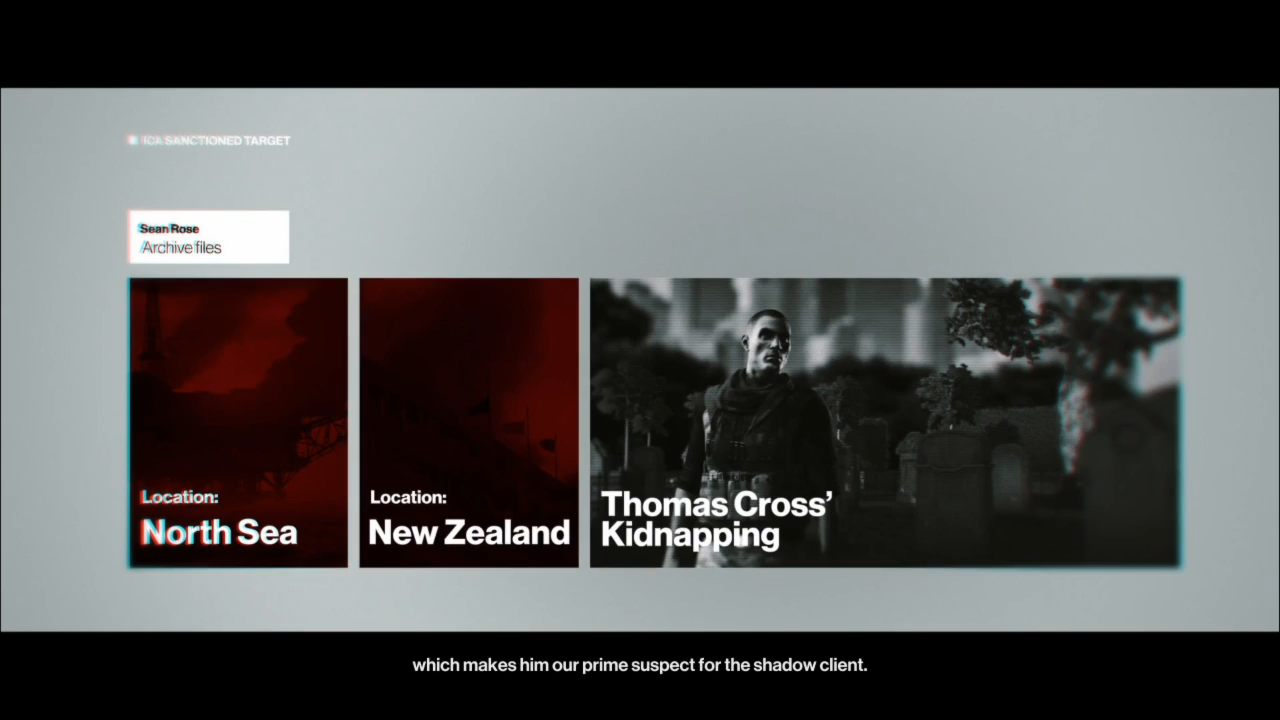 ICA SANCTIONED TARGET
Sean Rose
Archive files
Location:
North Sea
Location:
New Zealand
Thomas Cross’
Kidnapping
which makes him our prime suspect for the shadow client.